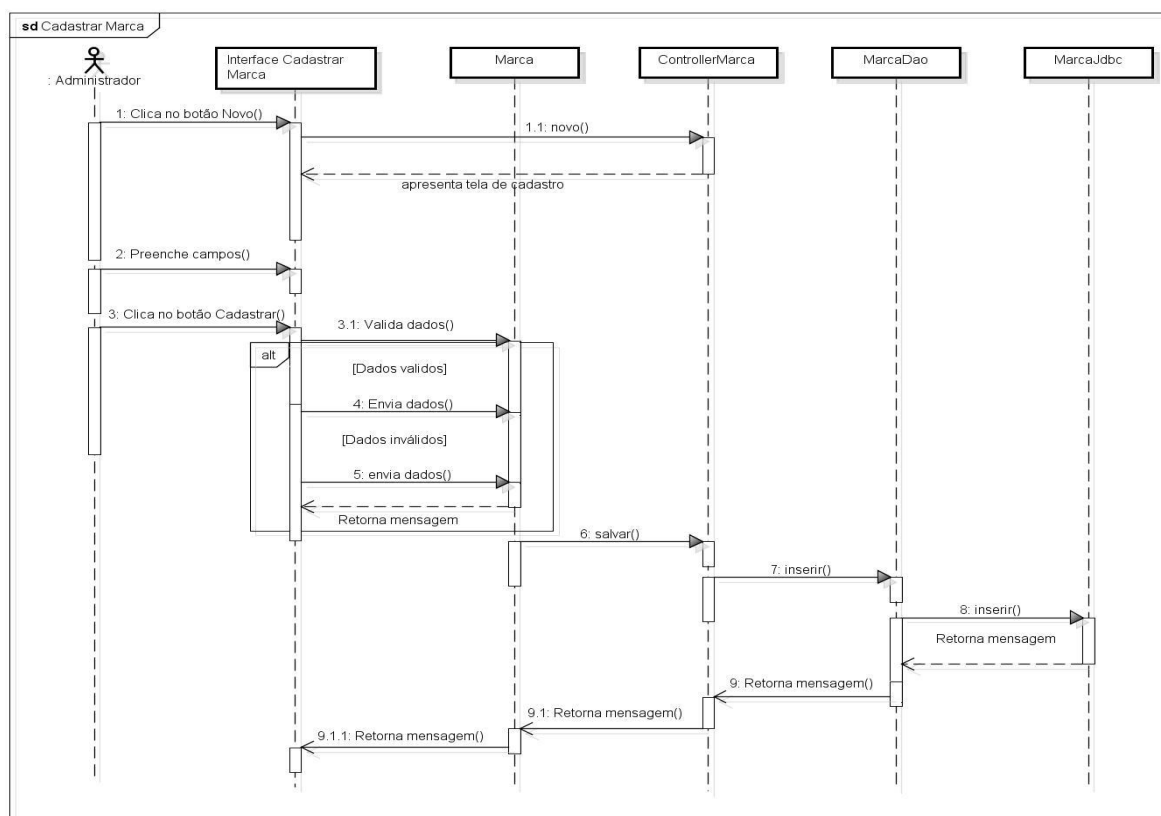 sd Cadastrar Marca
: Administrador
Interface Cadastrar
Marca
Marca
ControllerMarca
MarcaDao
MarcaJdbc
1: Clica no botão Novo()
1.1: novo()
apresenta tela de cadastro
2: Preenche campos()
3: Clica no botão Cadastrar()
3.1: Valida dados()
alt
[Dados validos]
4: Envia dados()
[Dados inválidos]
5: envia dados()
Retorna mensagem
6: salvar()
7: inserir()
8: inserir()
Retorna mensagem
9: Retorna mensagem()
9.1: Retorna mensagem()
9.1.1: Retorna mensagem()